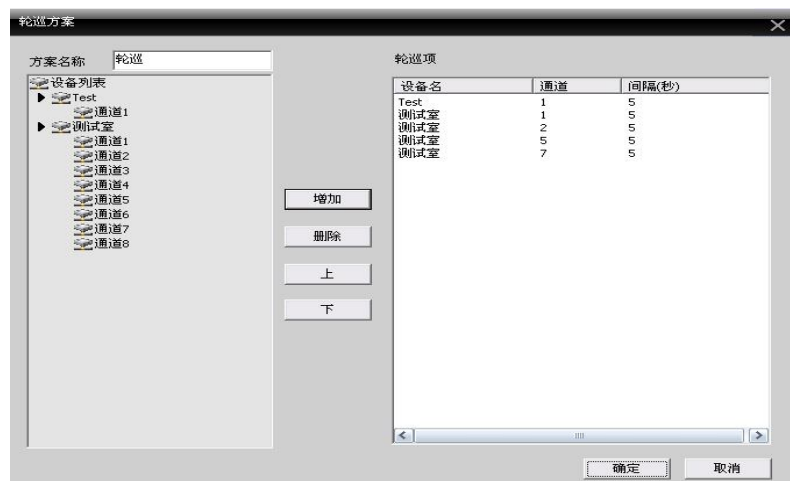 轮巡方案
方案名称 轮巡
设备列表
Test
通道1
测试室
通道1
通道2
通道3
通道4
通道5
通道6
通道7
通道8
增加
删除
上
下
轮巡项
设备名 通道 间隔(秒)
Test 1 5
测试室 1 5
测试室 2 5
测试室 5 5
测试室 7 5
确定 取消